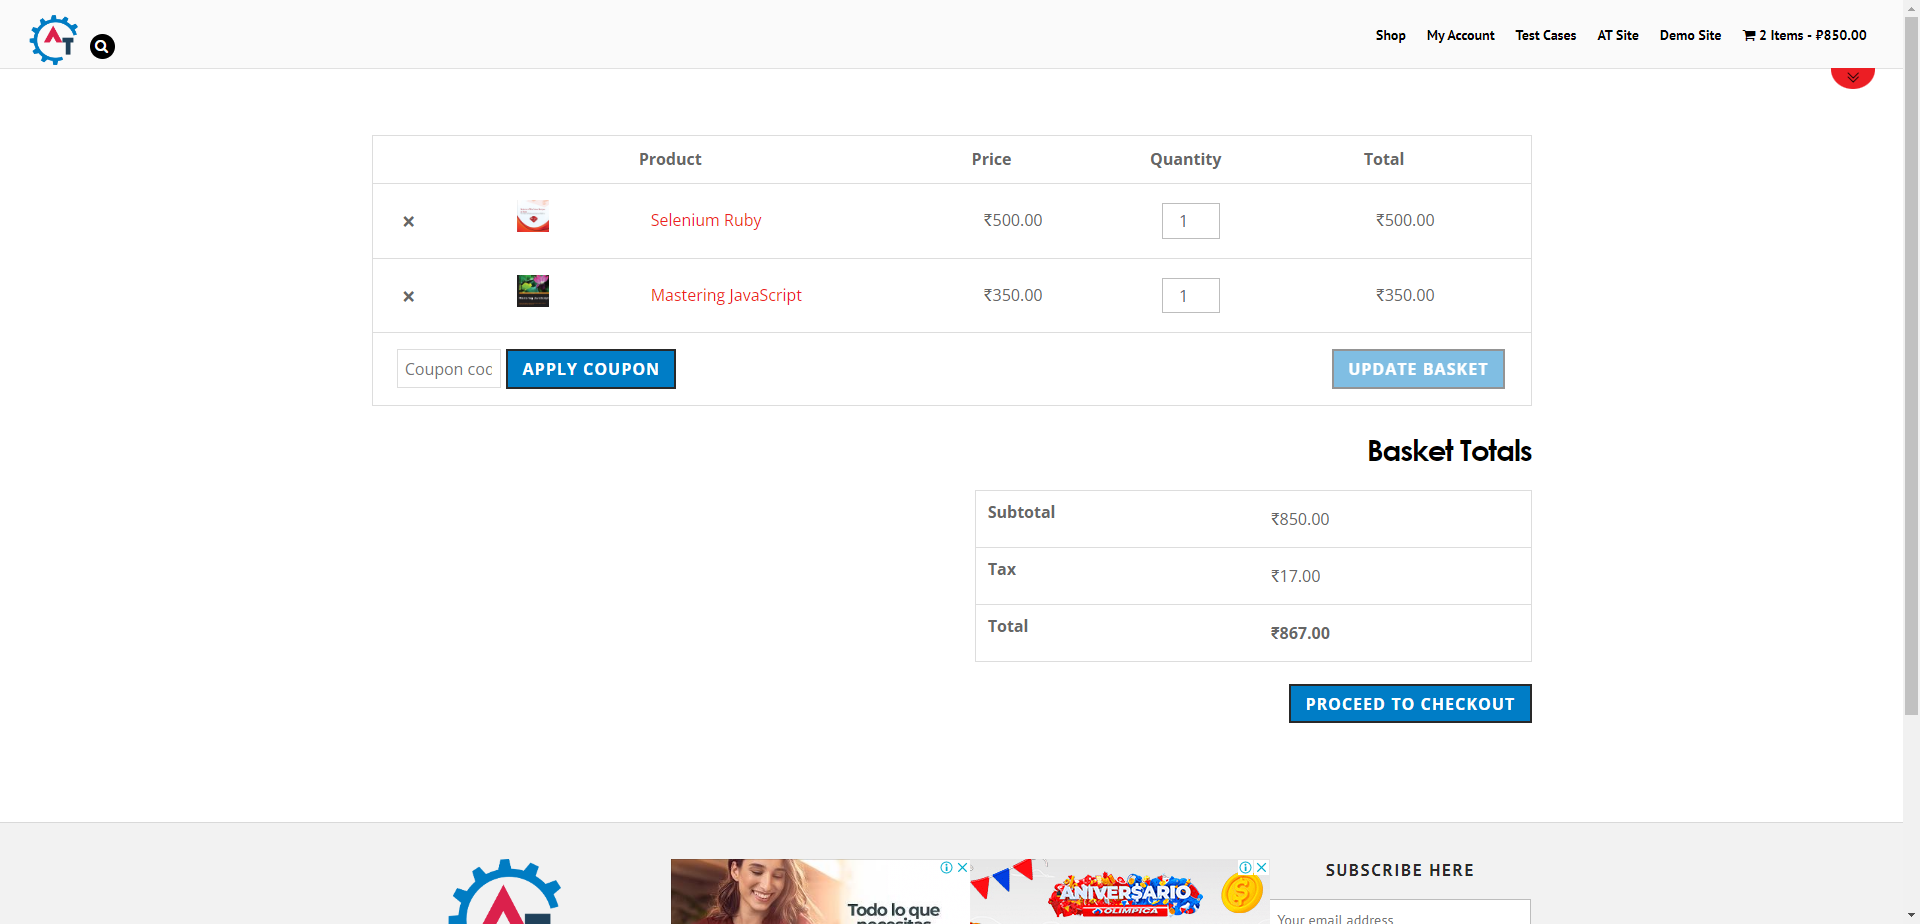 AT
Shop My Account Test Cases AT Site Demo Site 2 Items - ₽850.00
Product Price Quantity Total
× Selenium Ruby ₹500.00 1 ₹500.00
× Mastering JavaScript ₹350.00 1 ₹350.00
Coupon coc APPLY COUPON UPDATE BASKET
Basket Totals
Subtotal ₹850.00
Tax ₹17.00
Total ₹867.00
PROCEED TO CHECKOUT
SUBSCRIBE HERE
ANIVERSARIO
OLIMPICA
Todo lo que
necesitas
Your email address